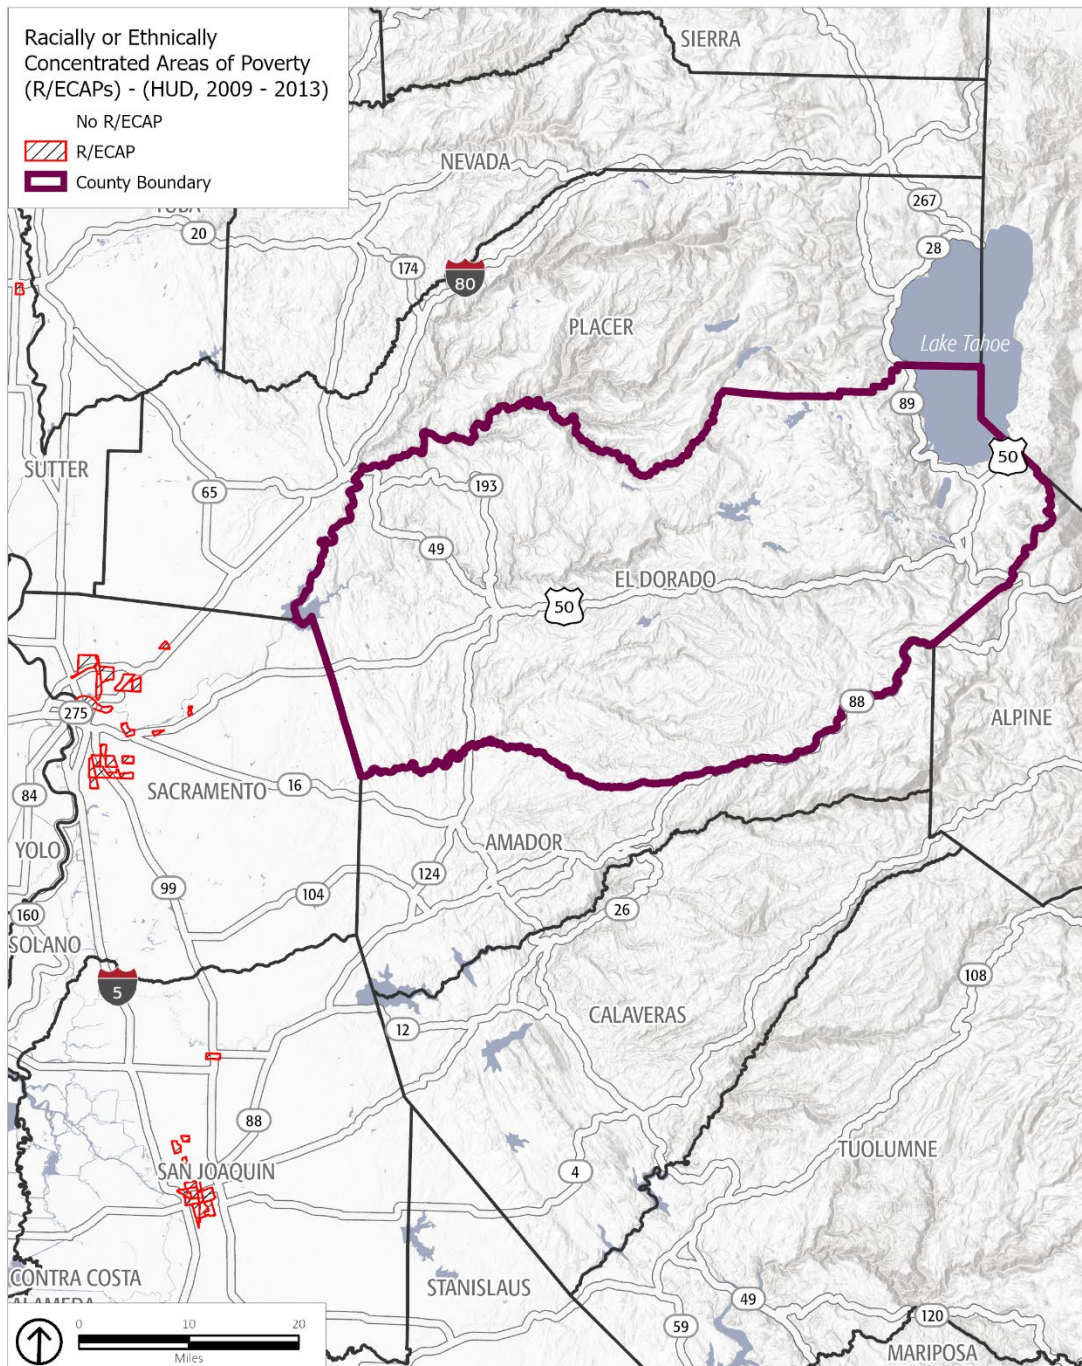 Racially or Ethnically
Concentrated Areas of Poverty
(R/ECAPs) - (HUD, 2009 - 2013)
No R/ECAP
R/ECAP
County Boundary
SIERRA
NEVADA
YUBA
267
20
28
174
80
PLACER
Lake Tahoe
89
50
SUTTER
193
65
49
EL DORADO
50
275
88
ALPINE
SACRAMENTO
16
84
AMADOR
YOLO
124
99
104
26
160
SOLANO
108
5
CALAVERAS
12
88
TUOLUMNE
SAN JOAQUIN
4
CONTRA COSTA
STANISLAUS
ALAMEDA
49
120
59
MARIPOSA
0 10 20
Miles